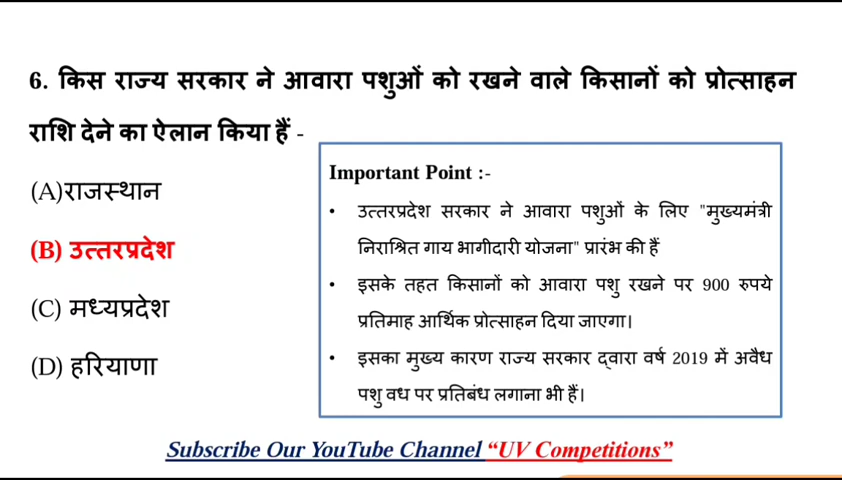 6. किस राज्य सरकार ने आवारा पशुओं को रखने वाले किसानों को प्रोत्साहन
राशि देने का ऐलान किया हैं -
(A)राजस्थान
(B) उत्तरप्रदेश
(C) मध्यप्रदेश
(D) हरियाणा
Important Point :-
• उत्तरप्रदेश सरकार ने आवारा पशुओं के लिए "मुख्यमंत्री
निराश्रित गाय भागीदारी योजना" प्रारंभ की हैं
• इसके तहत किसानों को आवारा पशु रखने पर 900 रुपये
प्रतिमाह आर्थिक प्रोत्साहन दिया जाएगा।
• इसका मुख्य कारण राज्य सरकार द्वारा वर्ष 2019 में अवैध
पशु वध पर प्रतिबंध लगाना भी हैं।
Subscribe Our YouTube Channel “UV Competitions”